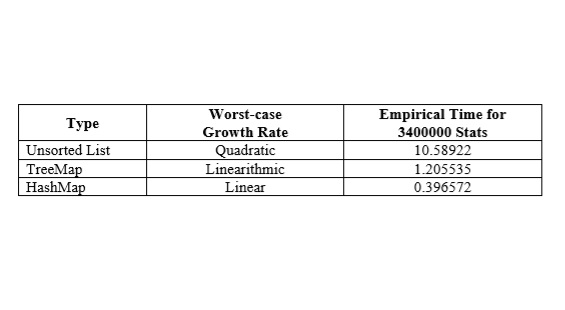 Type
Worst-case
Growth Rate
Empirical Time for
3400000 Stats
Unsorted List
Quadratic
10.58922
TreeMap
Linearithmic
1.205535
HashMap
Linear
0.396572